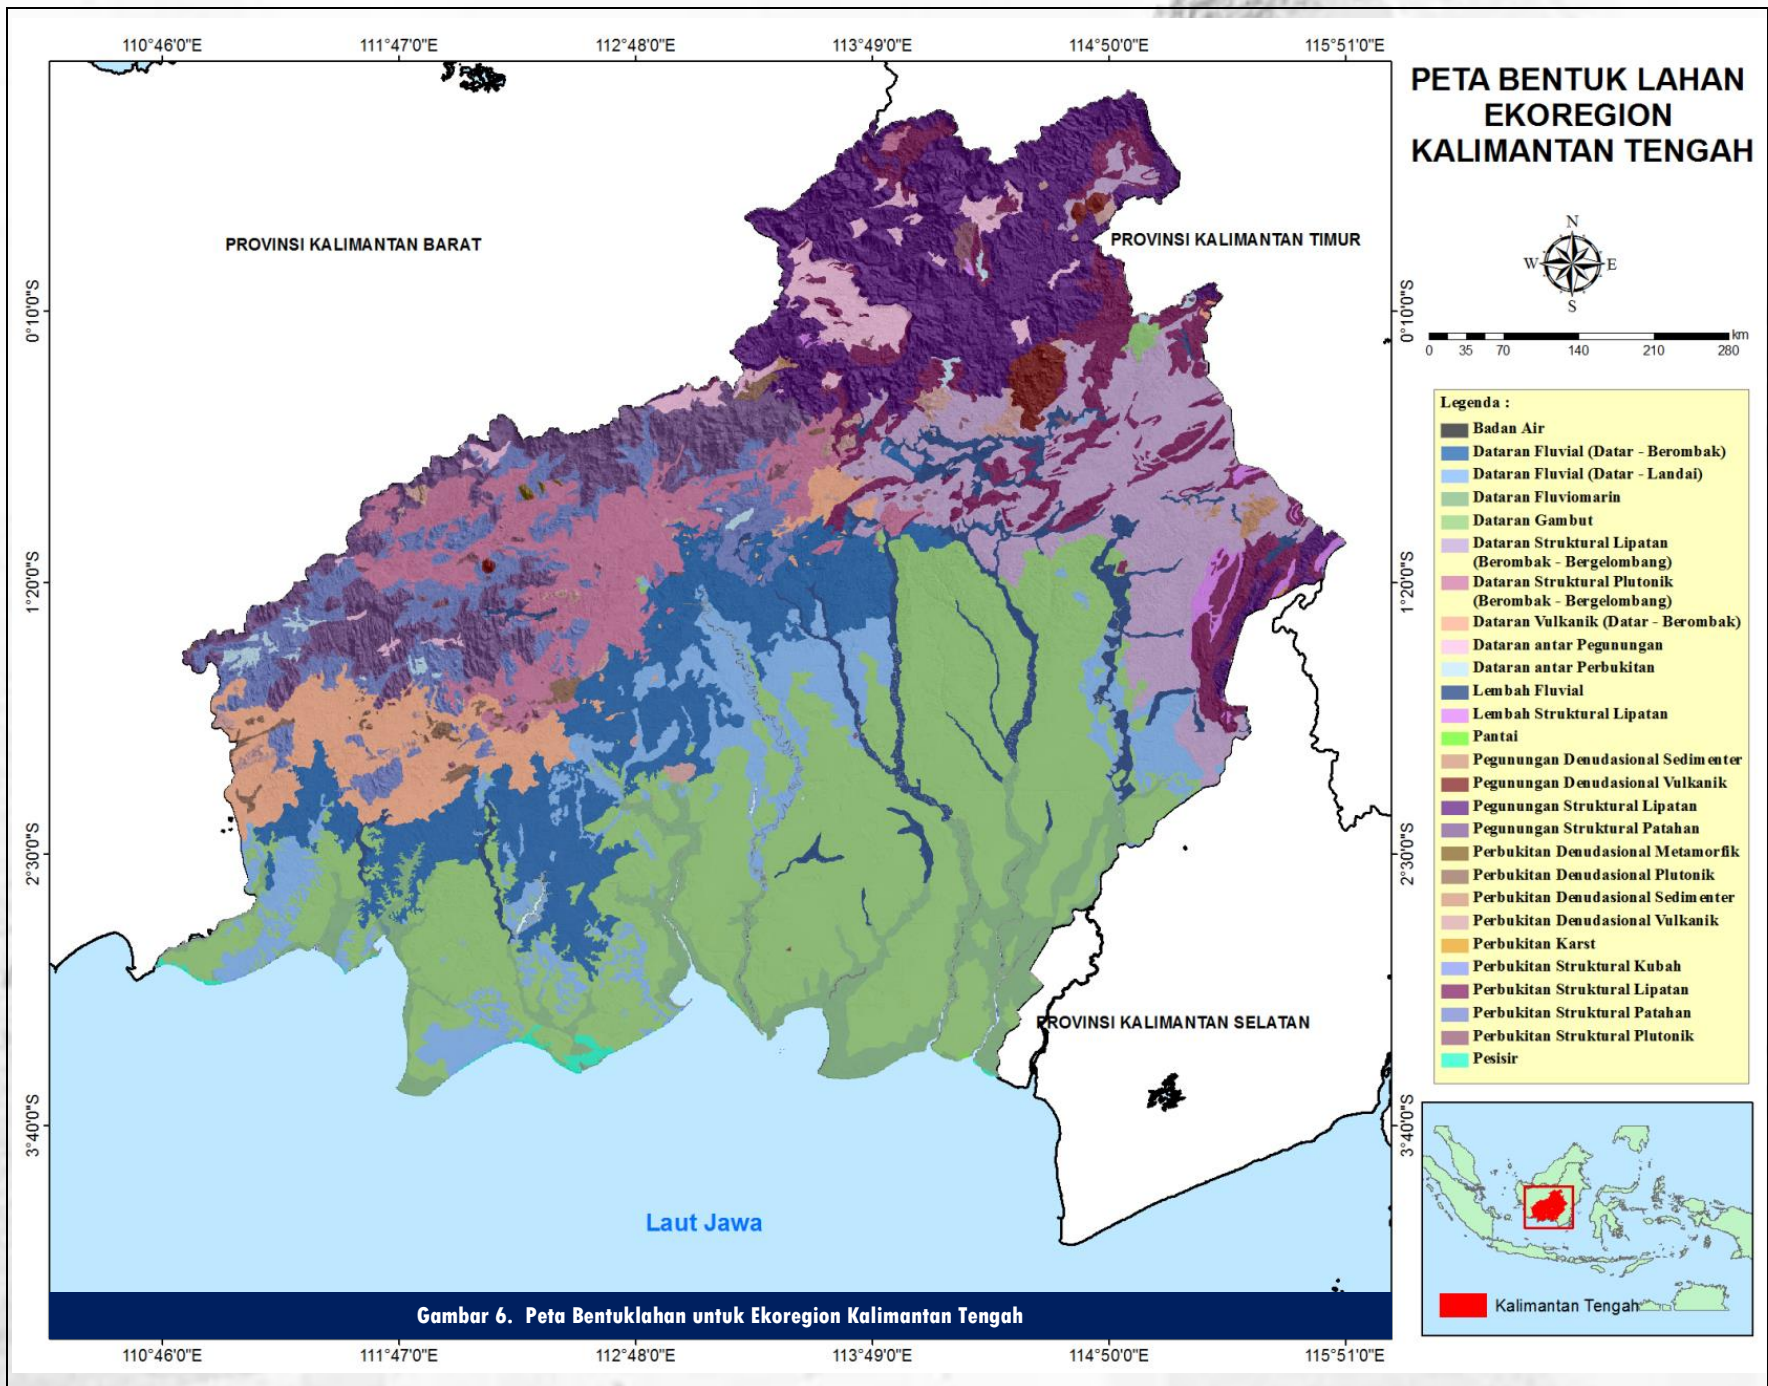 110°46'0"E 111°47'0"E 112°48'0"E 113°49'0"E 114°50'0"E 115°51'0"E
PETA BENTUK LAHAN
EKOREGION
KALIMANTAN TENGAH
PROVINSI KALIMANTAN BARAT
PROVINSI KALIMANTAN TIMUR
N
W E
S
0°10'0"S 0°10'0"S
km
0 35 70 140 210 280
Legenda :
Badan Air
Dataran Fluvial (Datar - Berombak)
Dataran Fluvial (Datar - Landai)
Dataran Fluviomarin
Dataran Gambut
Dataran Struktural Lipatan
(Berombak - Bergelombang)
Dataran Struktural Plutonik
(Berombak - Bergelombang)
Dataran Vulkanik (Datar - Berombak)
Dataran antar Pegunungan
Dataran antar Perbukitan
Lembah Fluvial
Lembah Struktural Lipatan
Pantai
Pegunungan Denudasional Sedimenter
Pegunungan Denudasional Vulkanik
Pegunungan Struktural Lipatan
Pegunungan Struktural Patahan
Perbukitan Denudasional Metamorfik
Perbukitan Denudasional Plutonik
Perbukitan Denudasional Sedimenter
Perbukitan Denudasional Vulkanik
Perbukitan Karst
Perbukitan Struktural Kubah
Perbukitan Struktural Lipatan
Perbukitan Struktural Patahan
Perbukitan Struktural Plutonik
Pesisir
1°20'0"S 1°20'0"S
2°30'0"S 2°30'0"S
PROVINSI KALIMANTAN SELATAN
3°40'0"S 3°40'0"S
Laut Jawa
Kalimantan Tengah
Gambar 6. Peta Bentuklahan untuk Ekoregion Kalimantan Tengah
110°46'0"E 111°47'0"E 112°48'0"E 113°49'0"E 114°50'0"E 115°51'0"E